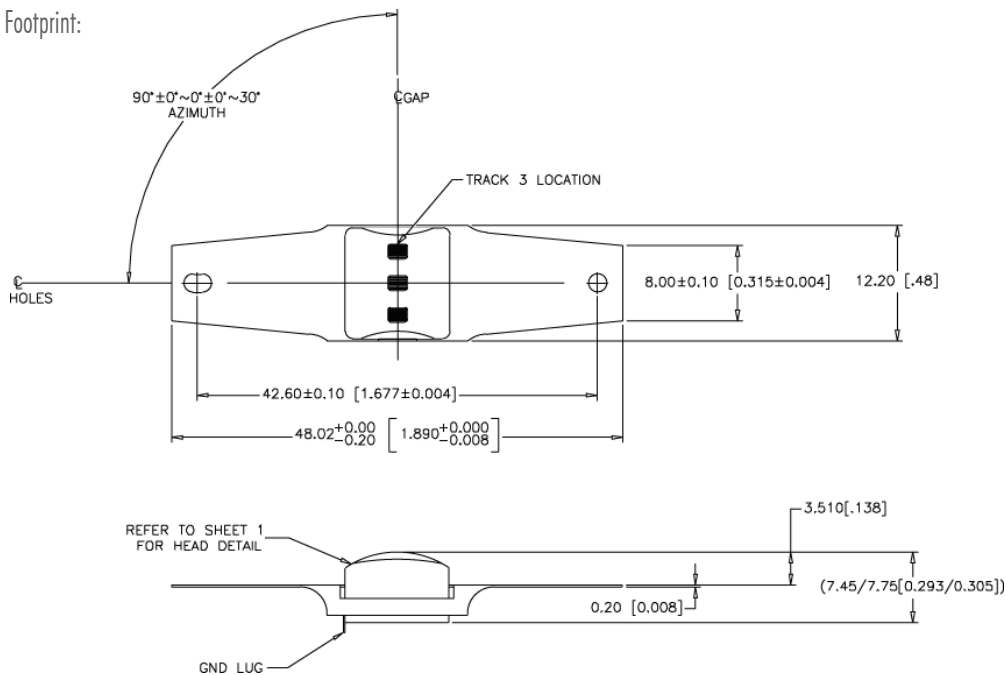 Footprint:
90°±0°~0°±0°~30°
AZIMUTH
℄GAP
TRACK 3 LOCATION
℄
HOLES
8.00±0.10 [0.315±0.004]
12.20 [.48]
42.60±0.10 [1.677±0.004]
48.02+0.00 -0.20 [1.890+0.000 -0.008]
3.510[.138]
REFER TO SHEET 1
FOR HEAD DETAIL
(7.45/7.75[0.293/0.305])
0.20 [0.008]
GND LUG